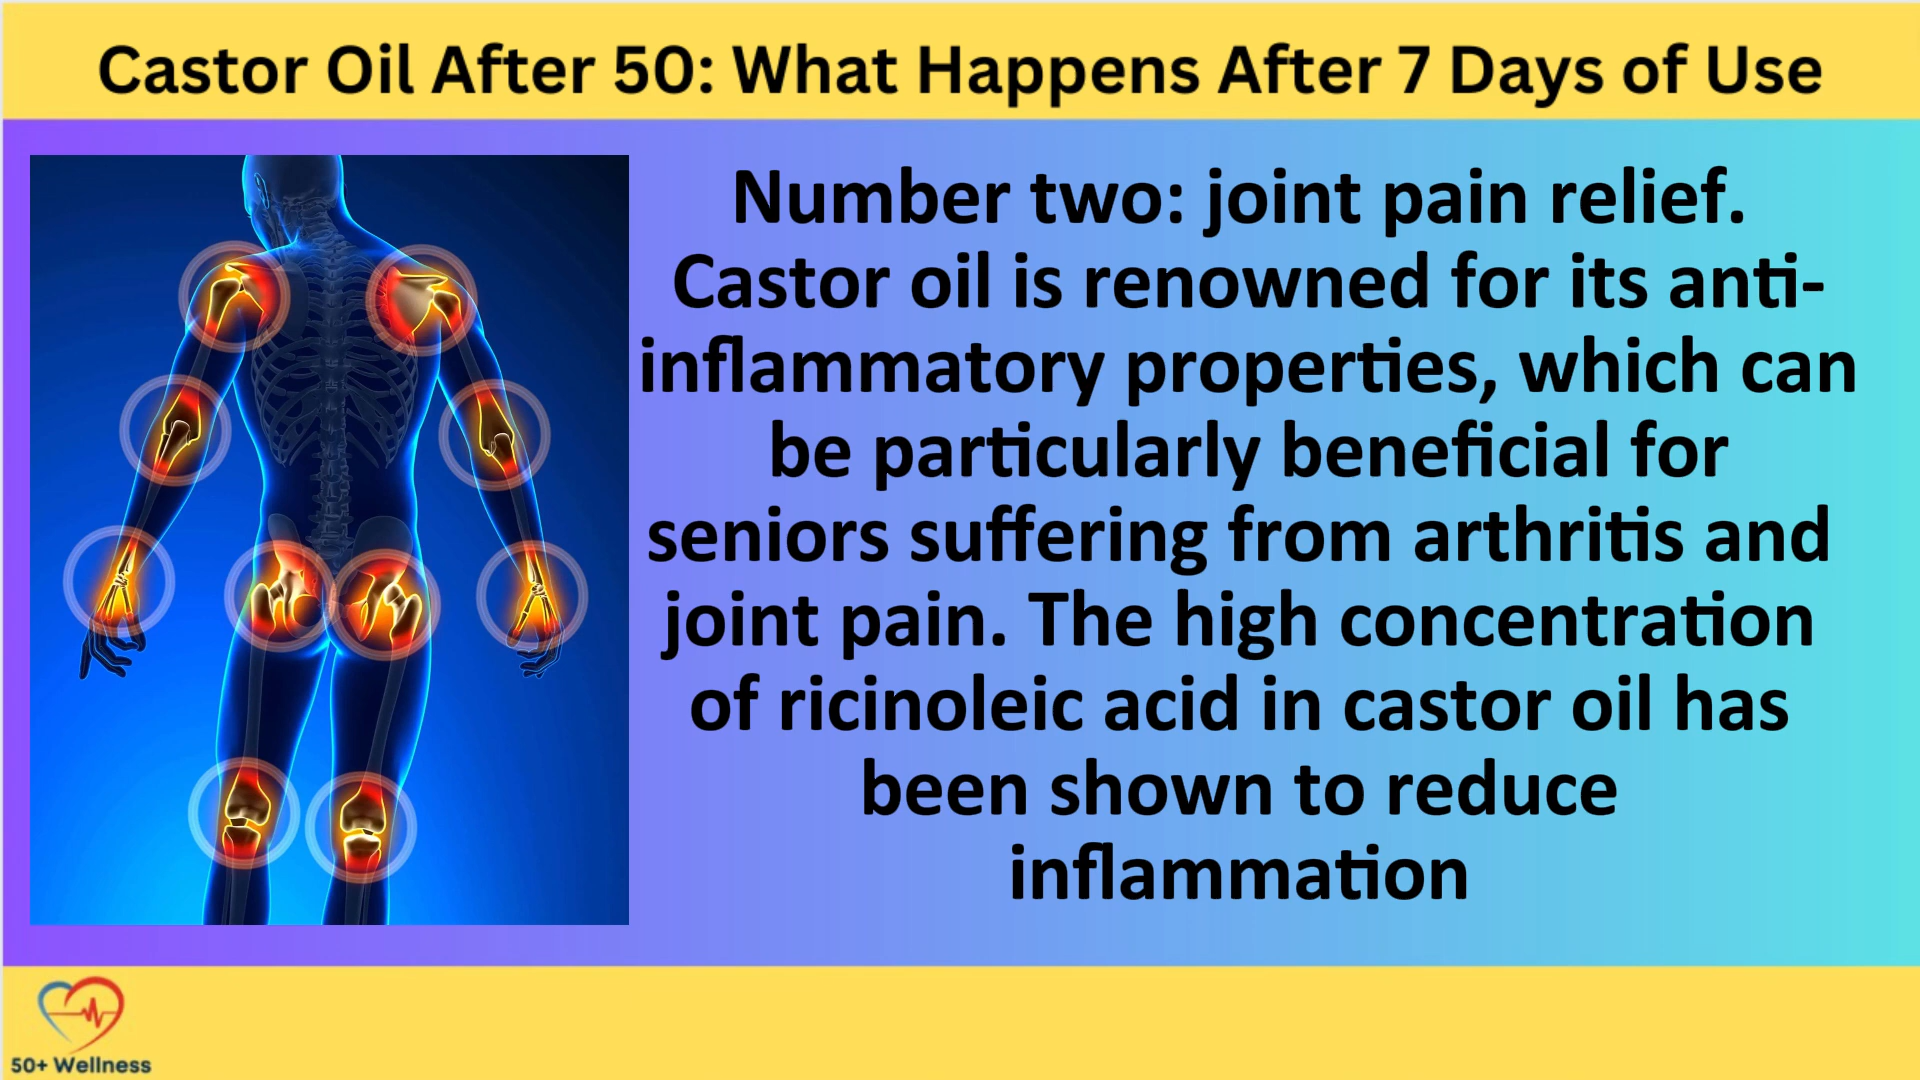 Castor Oil After 50: What Happens After 7 Days of Use
Number two: joint pain relief.
Castor oil is renowned for its anti-
inflammatory properties, which can
be particularly beneficial for
seniors suffering from arthritis and
joint pain. The high concentration
of ricinoleic acid in castor oil has
been shown to reduce
inflammation
50+ Wellness